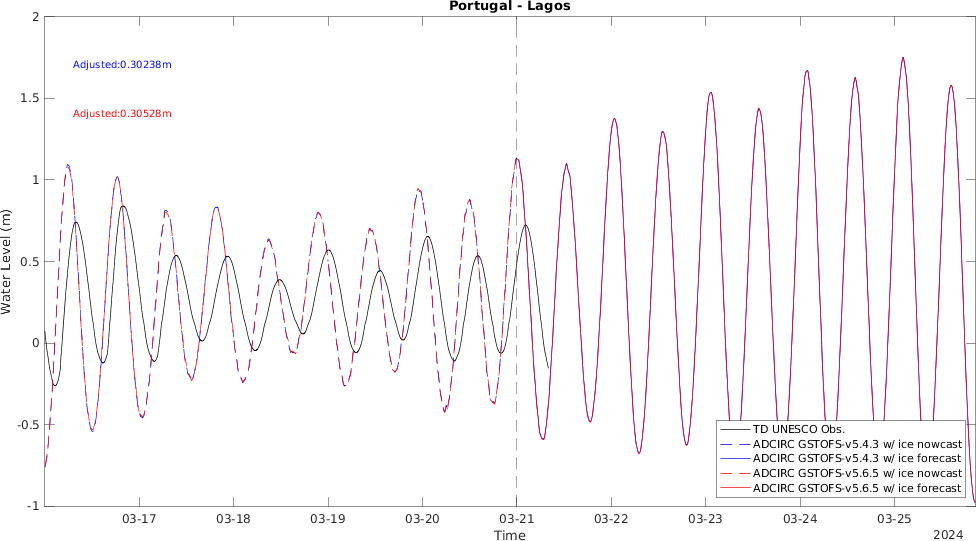 Portugal - Lagos
2
1.5
1
0.5
0
-0.5
-1
Water Level (m)
Adjusted:0.30238m
Adjusted:0.30528m
TD UNESCO Obs.
ADCIRC GSTOFS-v5.4.3 w/ ice nowcast
ADCIRC GSTOFS-v5.4.3 w/ ice forecast
ADCIRC GSTOFS-v5.6.5 w/ ice nowcast
ADCIRC GSTOFS-v5.6.5 w/ ice forecast
03-17 03-18 03-19 03-20 03-21 03-22 03-23 03-24 03-25
Time
2024